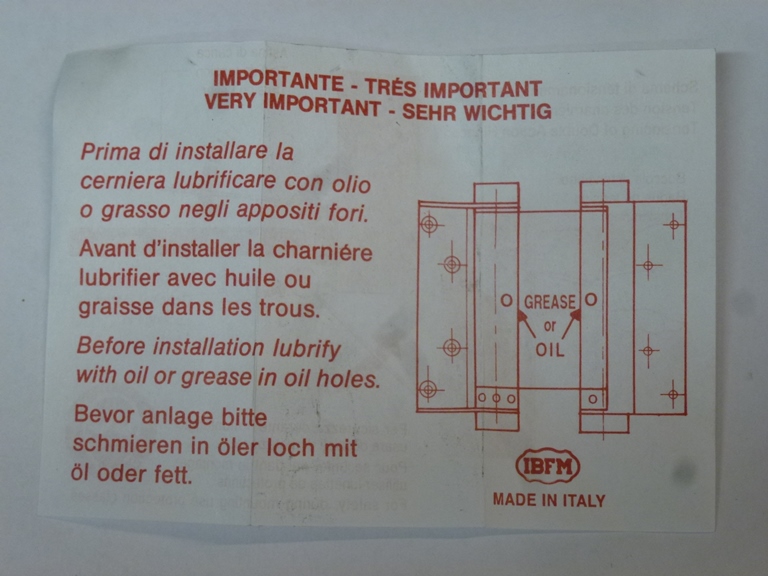 IMPORTANTE - TRÉS IMPORTANT
VERY IMPORTANT - SEHR WICHTIG
Prima di installare la
cerniera lubrificare con olio
o grasso negli appositi fori.
Avant d'installer la charniére
lubrifier avec huile ou
graisse dans les trous.
Before installation lubrify
with oil or grease in oil holes.
Bevor anlage bitte
schmieren in öler loch mit
öl oder fett.
GREASE
or
OIL
IBFM
MADE IN ITALY